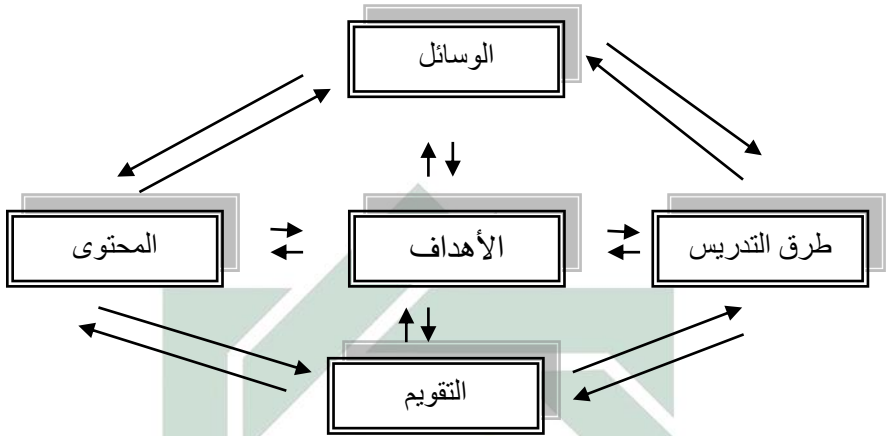 الوسائل
طرق التدريس
الأهداف
المحتوى
التقويم